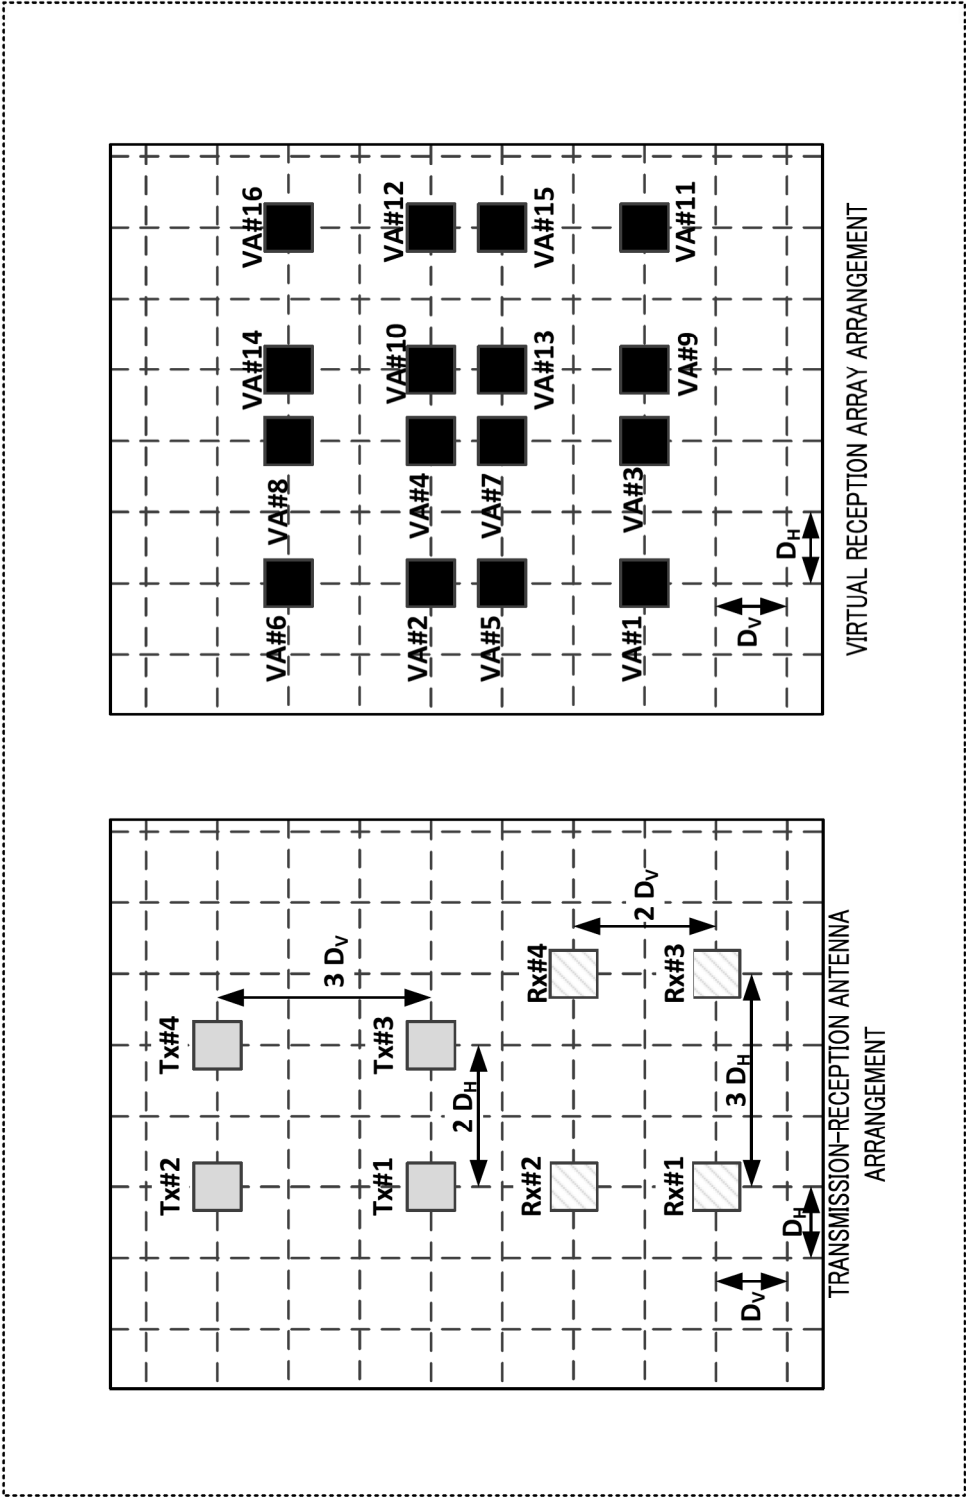 Tx#2
Tx#4
3 DV
Tx#1
Tx#3
2 DH
Rx#2
Rx#4
2 DV
Rx#1
Rx#3
3 DH
DV
DH
TRANSMISSION-RECEPTION ANTENNA
ARRANGEMENT
VA#6
VA#8
VA#14
VA#16
VA#2
VA#4
VA#10
VA#12
VA#5
VA#7
VA#13
VA#15
VA#1
VA#3
VA#9
VA#11
DV
DH
VIRTUAL RECEPTION ARRAY ARRANGEMENT